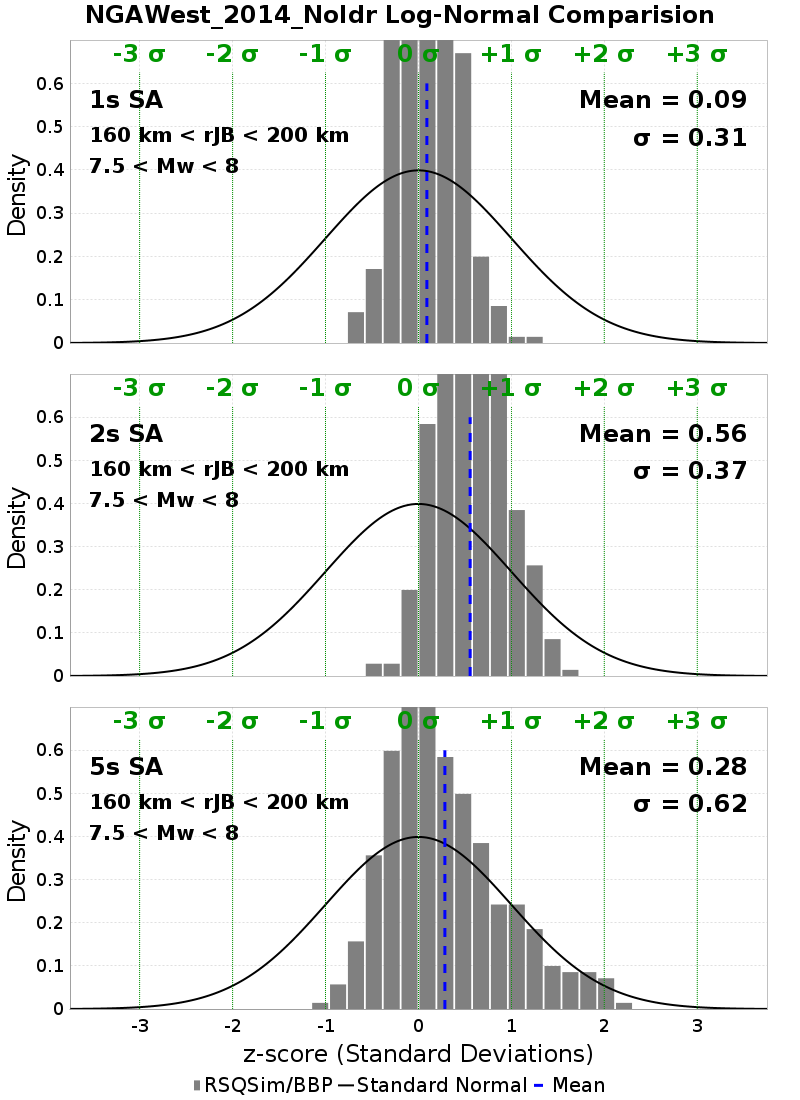 NGAWest_2014_NoIdr Log-Normal Comparision
-3 σ -2 σ -1 σ 0 σ +1 σ +2 σ +3 σ
1s SA
Mean = 0.09
160 km < rJB < 200 km
σ = 0.31
7.5 < Mw < 8
Density
0.6
0.5
0.4
0.3
0.2
0.1
0
-3 σ -2 σ -1 σ 0 σ +1 σ +2 σ +3 σ
2s SA
Mean = 0.56
160 km < rJB < 200 km
σ = 0.37
7.5 < Mw < 8
Density
0.6
0.5
0.4
0.3
0.2
0.1
0
-3 σ -2 σ -1 σ 0 σ +1 σ +2 σ +3 σ
5s SA
Mean = 0.28
160 km < rJB < 200 km
σ = 0.62
7.5 < Mw < 8
Density
0.6
0.5
0.4
0.3
0.2
0.1
0
-3 -2 -1 0 1 2 3
z-score (Standard Deviations)
RSQSim/BBP Standard Normal Mean